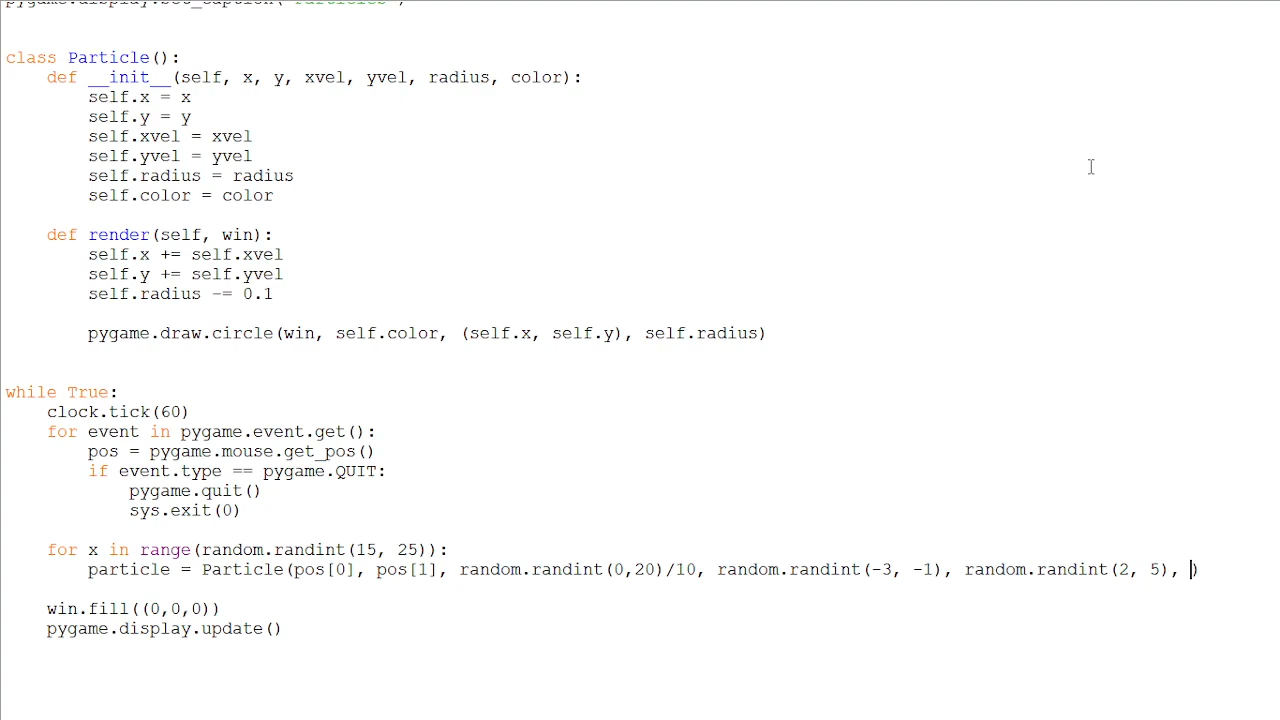 class Particle():
    def __init__(self, x, y, xvel, yvel, radius, color):
        self.x = x
        self.y = y
        self.xvel = xvel
        self.yvel = yvel
        self.radius = radius
        self.color = color
    def render(self, win):
        self.x += self.xvel
        self.y += self.yvel
        self.radius -= 0.1
        pygame.draw.circle(win, self.color, (self.x, self.y), self.radius)
while True:
    clock.tick(60)
    for event in pygame.event.get():
        pos = pygame.mouse.get_pos()
        if event.type == pygame.QUIT:
            pygame.quit()
            sys.exit(0)
    for x in range(random.randint(15, 25)):
        particle = Particle(pos[0], pos[1], random.randint(0,20)/10, random.randint(-3, -1), random.randint(2, 5), )
    win.fill((0,0,0))
    pygame.display.update()